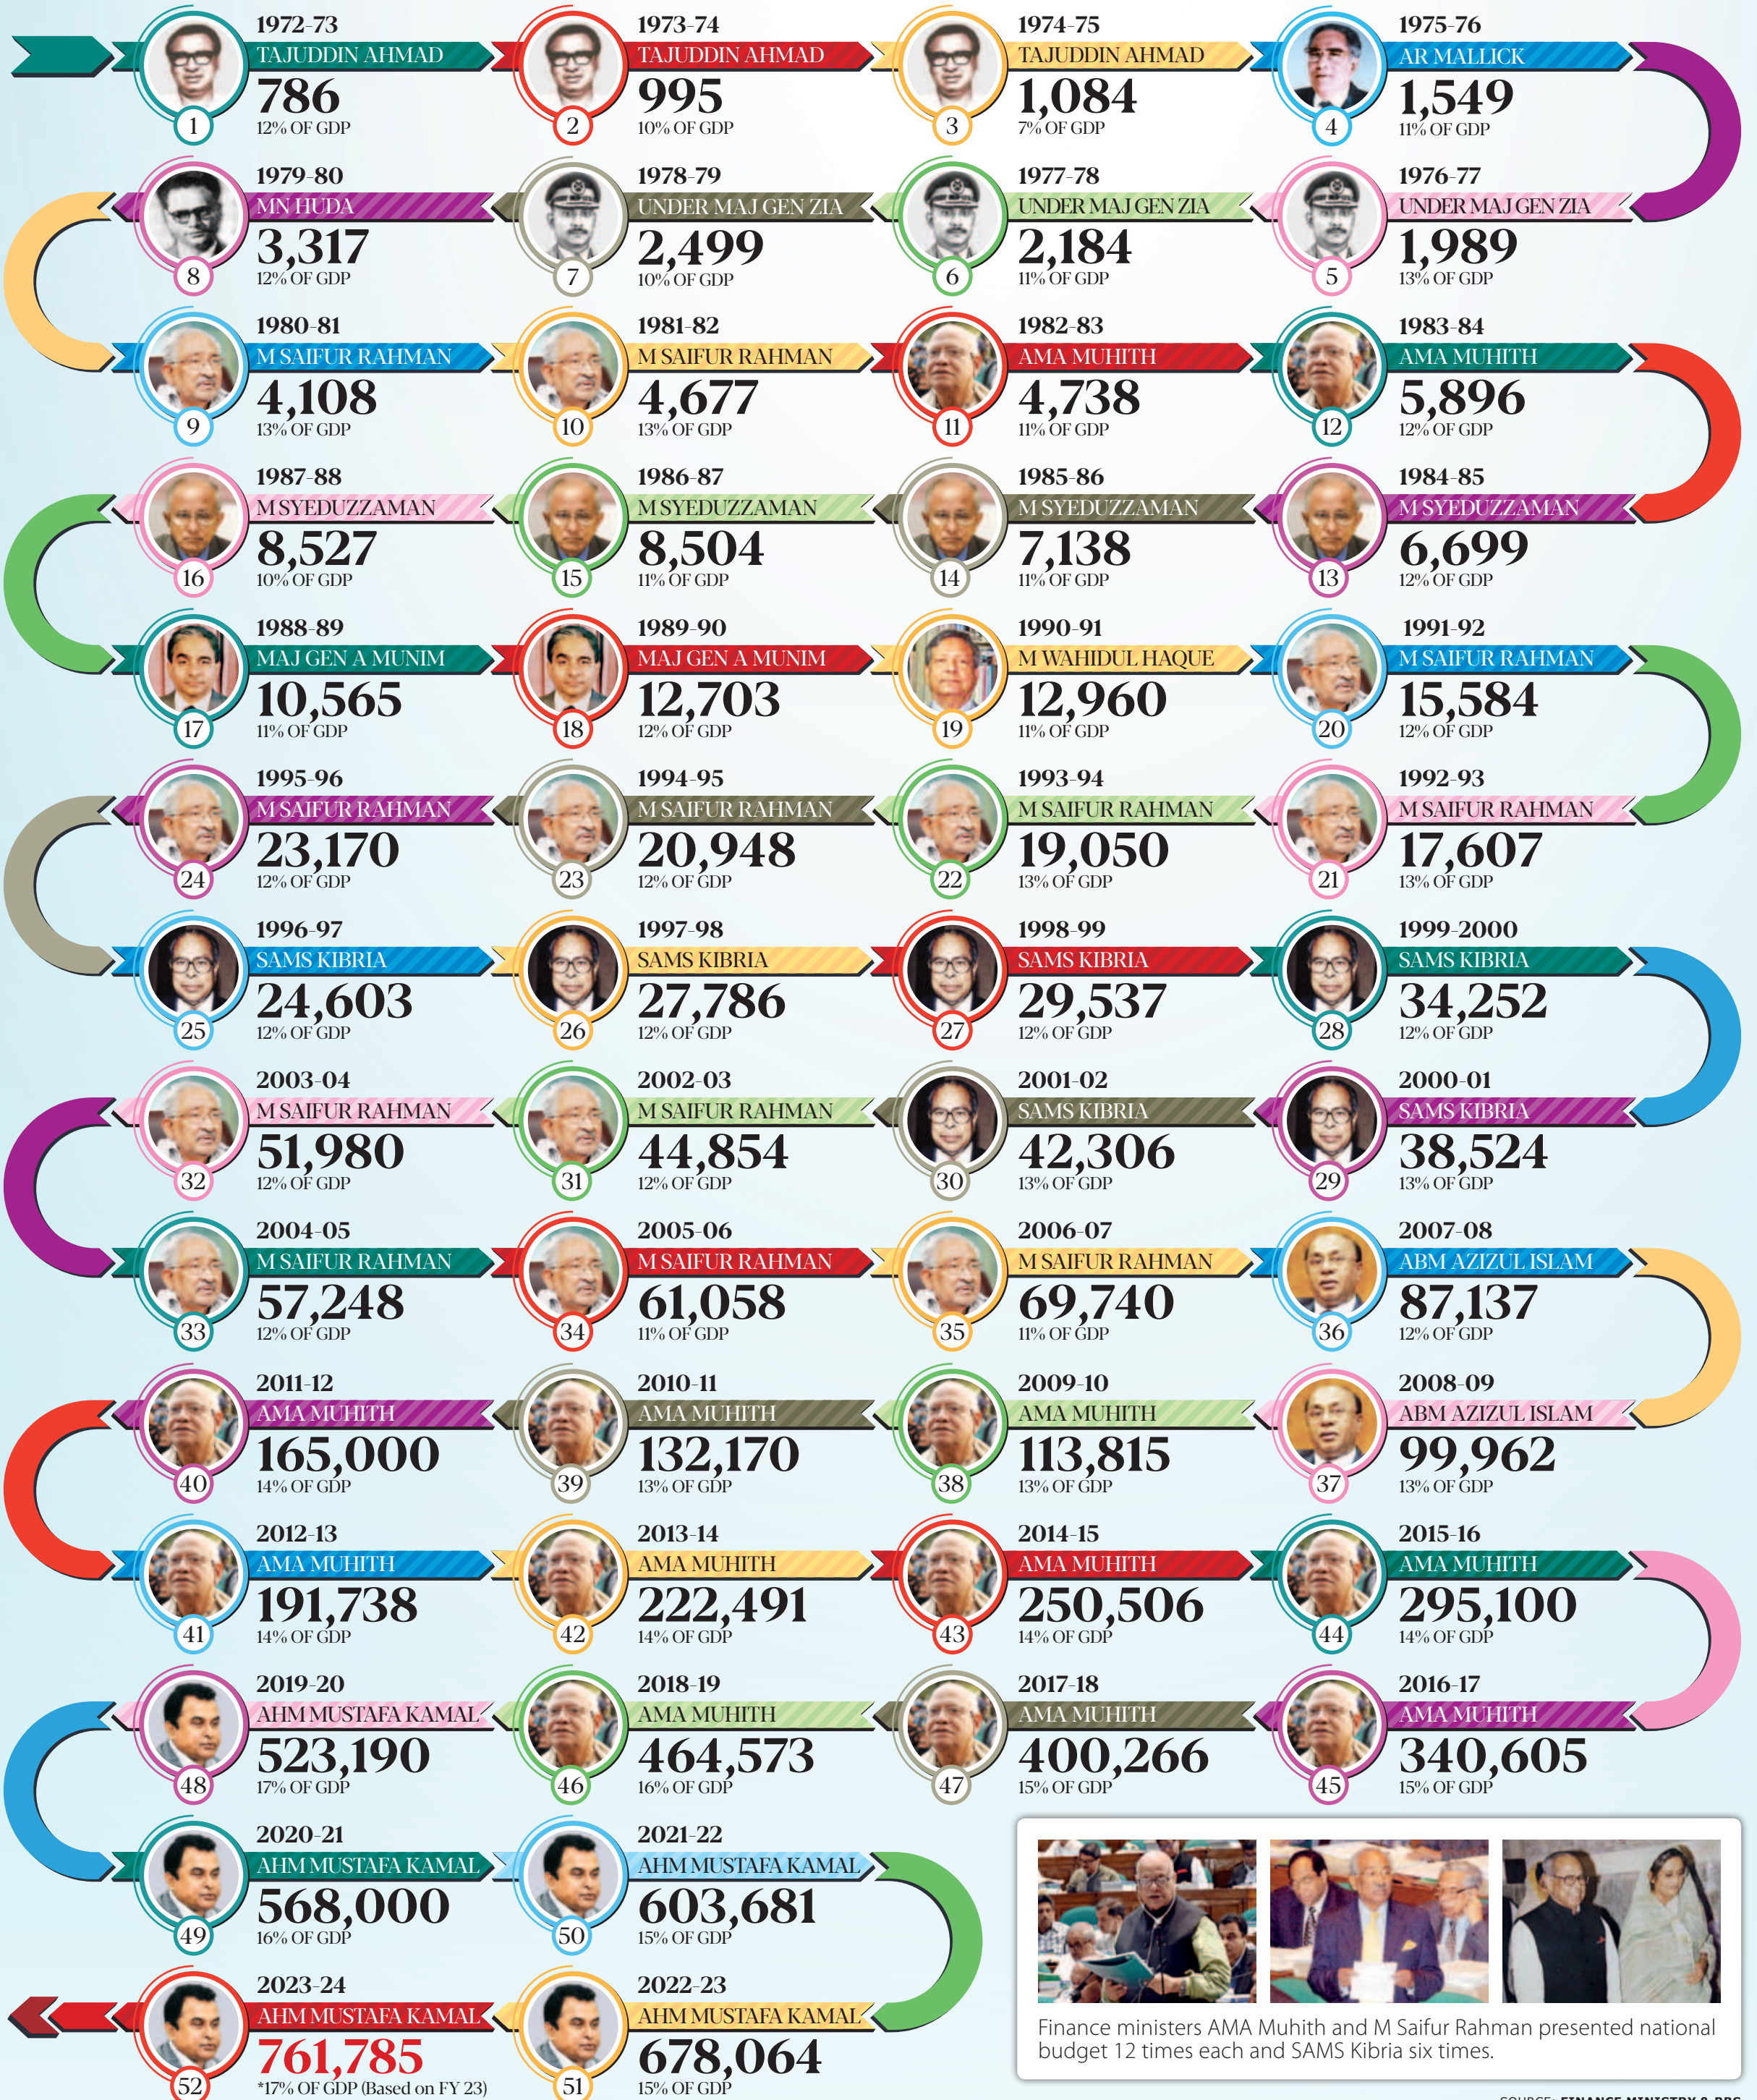 1972-73
TAJUDDIN AHMAD
786
12% OF GDP
1
1973-74
TAJUDDIN AHMAD
995
10% OF GDP
2
1974-75
TAJUDDIN AHMAD
1,084
7% OF GDP
3
1975-76
AR MALLICK
1,549
11% OF GDP
4
1979-80
MN HUDA
3,317
12% OF GDP
8
1978-79
UNDER MAJ GEN ZIA
2,499
10% OF GDP
7
1977-78
UNDER MAJ GEN ZIA
2,184
11% OF GDP
6
1976-77
UNDER MAJ GEN ZIA
1,989
13% OF GDP
5
1980-81
M SAIFUR RAHMAN
4,108
13% OF GDP
9
1981-82
M SAIFUR RAHMAN
4,677
13% OF GDP
10
1982-83
AMA MUHITH
4,738
11% OF GDP
11
1983-84
AMA MUHITH
5,896
12% OF GDP
12
1987-88
M SYEDUZZAMAN
8,527
10% OF GDP
16
1986-87
M SYEDUZZAMAN
8,504
11% OF GDP
15
1985-86
M SYEDUZZAMAN
7,138
11% OF GDP
14
1984-85
M SYEDUZZAMAN
6,699
12% OF GDP
13
1988-89
MAJ GEN A MUNIM
10,565
11% OF GDP
17
1989-90
MAJ GEN A MUNIM
12,703
12% OF GDP
18
1990-91
M WAHIDUL HAQUE
12,960
11% OF GDP
19
1991-92
M SAIFUR RAHMAN
15,584
12% OF GDP
20
1995-96
M SAIFUR RAHMAN
23,170
12% OF GDP
24
1994-95
M SAIFUR RAHMAN
20,948
12% OF GDP
23
1993-94
M SAIFUR RAHMAN
19,050
13% OF GDP
22
1992-93
M SAIFUR RAHMAN
17,607
13% OF GDP
21
1996-97
SAMS KIBRIA
24,603
12% OF GDP
25
1997-98
SAMS KIBRIA
27,786
12% OF GDP
26
1998-99
SAMS KIBRIA
29,537
12% OF GDP
27
1999-2000
SAMS KIBRIA
34,252
12% OF GDP
28
2003-04
M SAIFUR RAHMAN
51,980
12% OF GDP
32
2002-03
M SAIFUR RAHMAN
44,854
12% OF GDP
31
2001-02
SAMS KIBRIA
42,306
13% OF GDP
30
2000-01
SAMS KIBRIA
38,524
13% OF GDP
29
2004-05
M SAIFUR RAHMAN
57,248
12% OF GDP
33
2005-06
M SAIFUR RAHMAN
61,058
11% OF GDP
34
2006-07
M SAIFUR RAHMAN
69,740
11% OF GDP
35
2007-08
ABM AZIZUL ISLAM
87,137
12% OF GDP
36
2011-12
AMA MUHITH
165,000
14% OF GDP
40
2010-11
AMA MUHITH
132,170
13% OF GDP
39
2009-10
AMA MUHITH
113,815
13% OF GDP
38
2008-09
ABM AZIZUL ISLAM
99,962
13% OF GDP
37
2012-13
AMA MUHITH
191,738
14% OF GDP
41
2013-14
AMA MUHITH
222,491
14% OF GDP
42
2014-15
AMA MUHITH
250,506
14% OF GDP
43
2015-16
AMA MUHITH
295,100
14% OF GDP
44
2019-20
AHM MUSTAFA KAMAL
523,190
17% OF GDP
48
2018-19
AMA MUHITH
464,573
16% OF GDP
46
2017-18
AMA MUHITH
400,266
15% OF GDP
47
2016-17
AMA MUHITH
340,605
15% OF GDP
45
2020-21
AHM MUSTAFA KAMAL
568,000
16% OF GDP
49
2021-22
AHM MUSTAFA KAMAL
603,681
15% OF GDP
50
2023-24
AHM MUSTAFA KAMAL
761,785
*17% OF GDP (Based on FY 23)
52
2022-23
AHM MUSTAFA KAMAL
678,064
15% OF GDP
51
Finance ministers AMA Muhith and M Saifur Rahman presented national
budget 12 times each and SAMS Kibria six times.
SOURCE: FINANCE MINISTRY & BBS